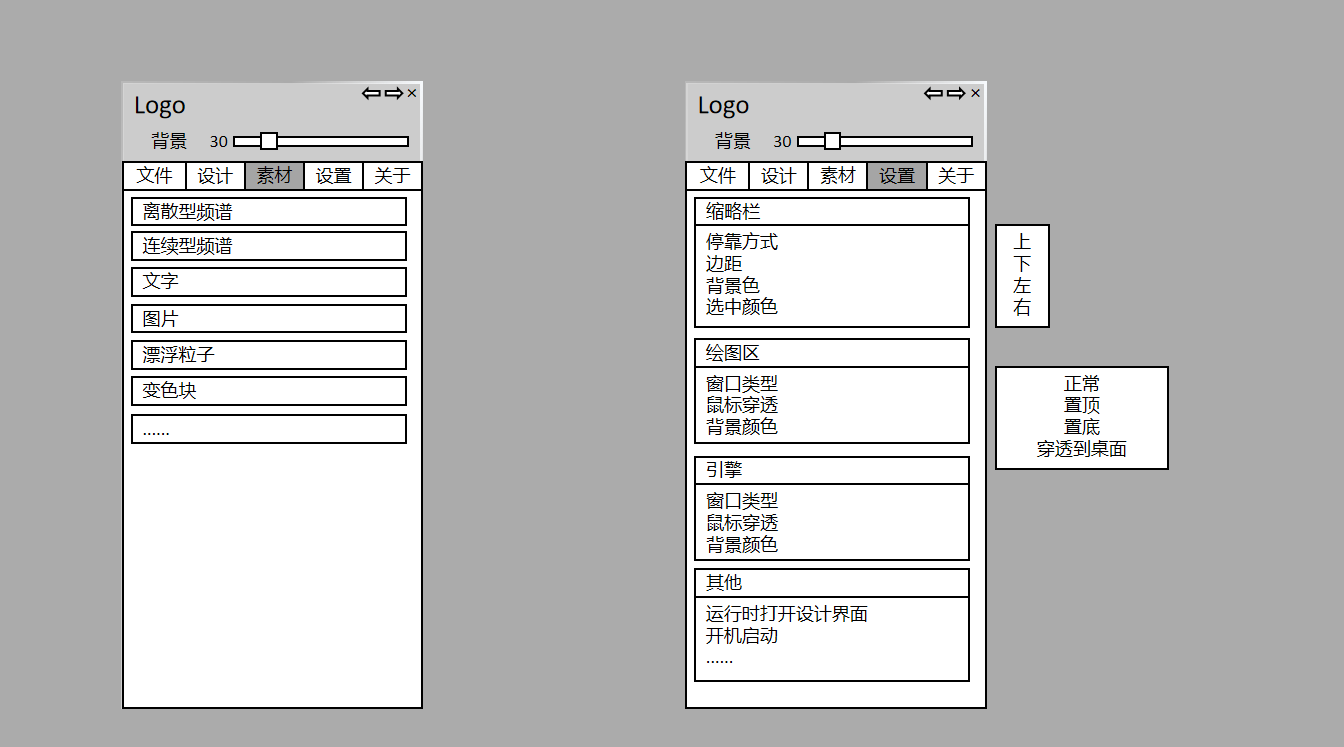 Logo
背景 30
文件 设计 素材 设置 关于
离散型频谱
连续型频谱
文字
图片
漂浮粒子
变色块
......
Logo
背景 30
文件 设计 素材 设置 关于
缩略栏
停靠方式
边距
背景色
选中颜色
上
下
左
右
绘图区
窗口类型
鼠标穿透
背景颜色
正常
置顶
置底
穿透到桌面
引擎
窗口类型
鼠标穿透
背景颜色
其他
运行时打开设计界面
开机启动
......